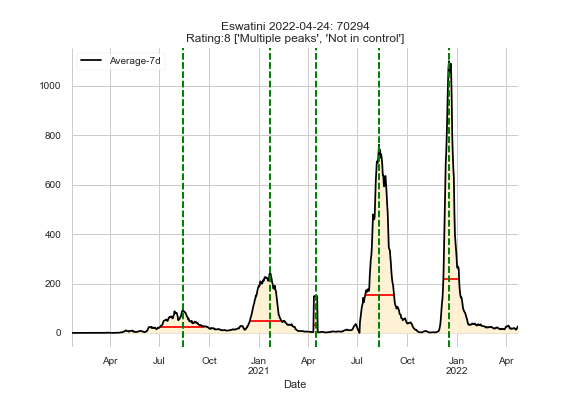 Eswatini 2022-04-24: 70294
Rating:8 ['Multiple peaks', 'Not in control']
Average-7d
1000
800
600
400
200
0
Apr Jul Oct Jan Apr Jul Oct Jan Apr
2021 2022
Date